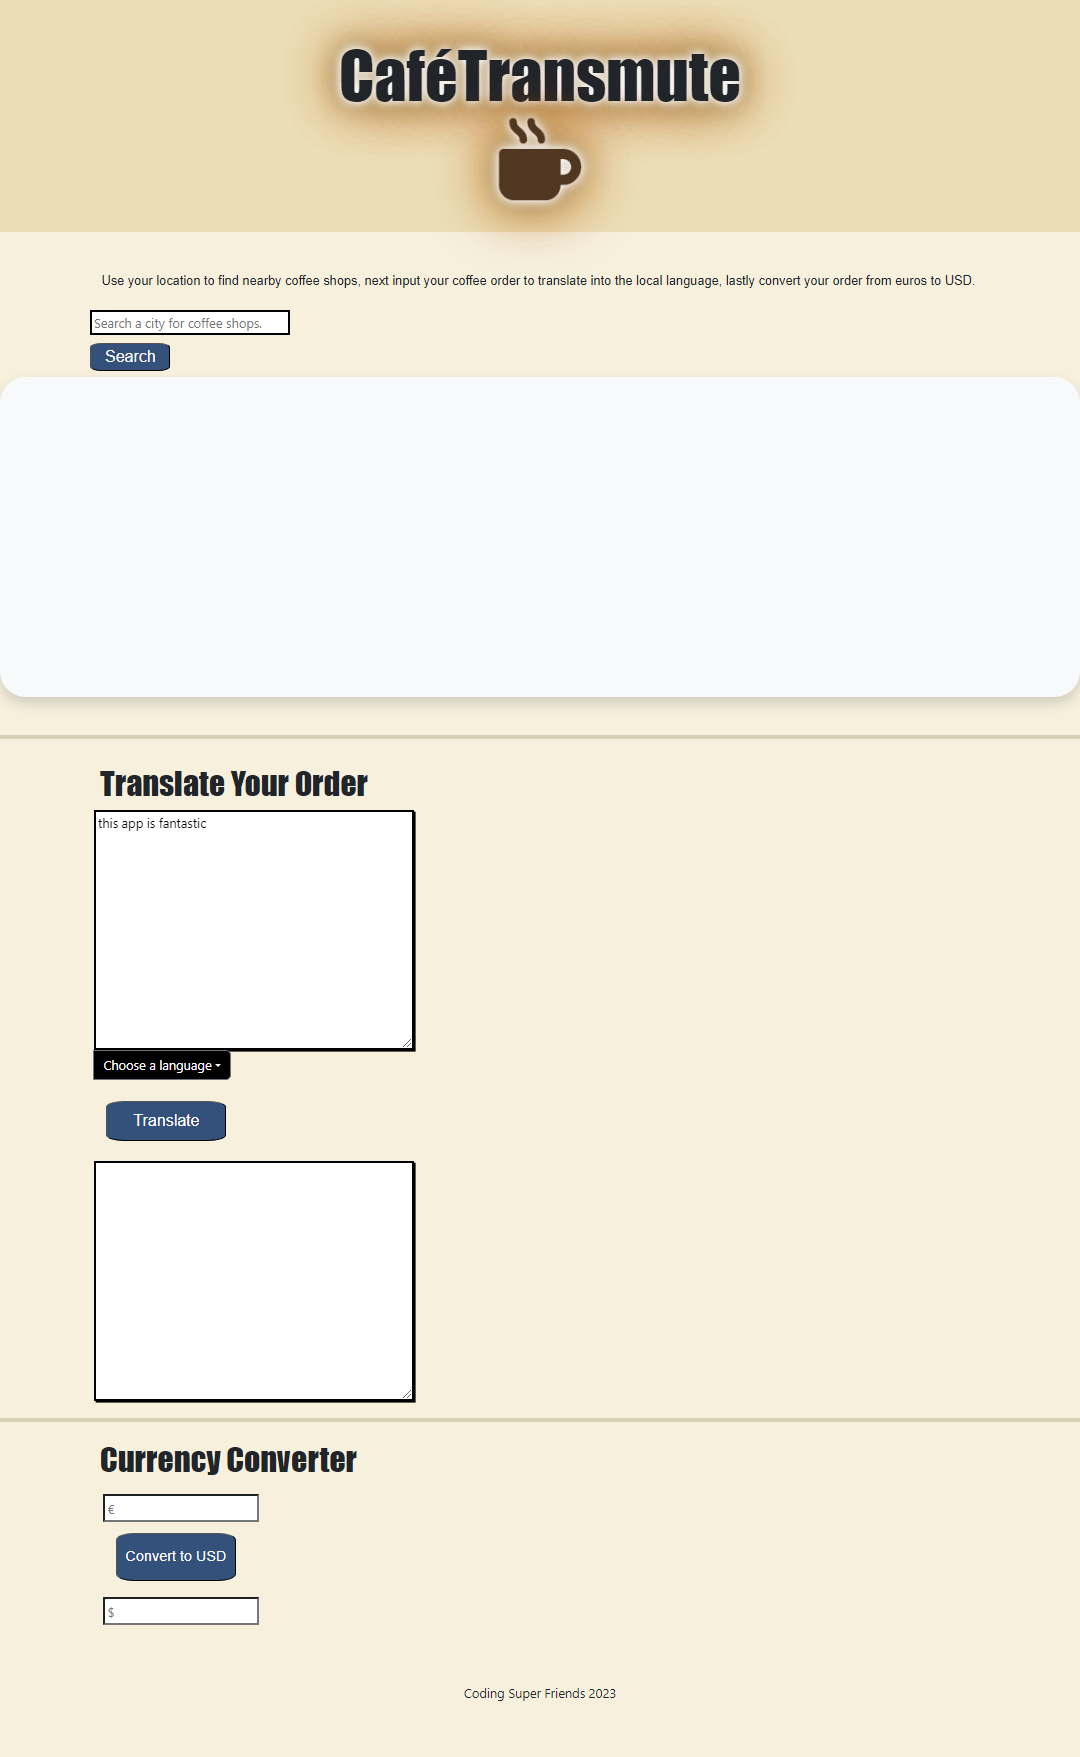 CaféTransmute
Use your location to find nearby coffee shops, next input your coffee order to translate into the local language, lastly convert your order from euros to USD.
Search a city for coffee shops.
Search
Translate Your Order
this app is fantastic
Choose a language
Translate
Currency Converter
€
Convert to USD
$
Coding Super Friends 2023